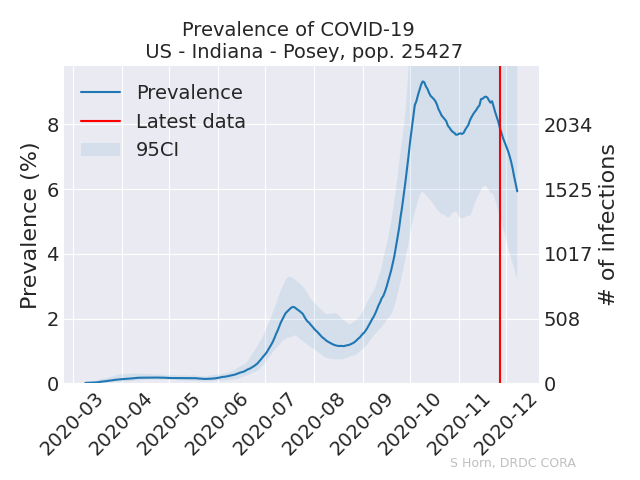 Prevalence of COVID-19
US - Indiana - Posey, pop. 25427
Prevalence
Latest data
95CI
Prevalence (%)
8
6
4
2
0
2034
1525
1017
508
0
# of infections
2020-03
2020-04
2020-05
2020-06
2020-07
2020-08
2020-09
2020-10
2020-11
2020-12
S Horn, DRDC CORA